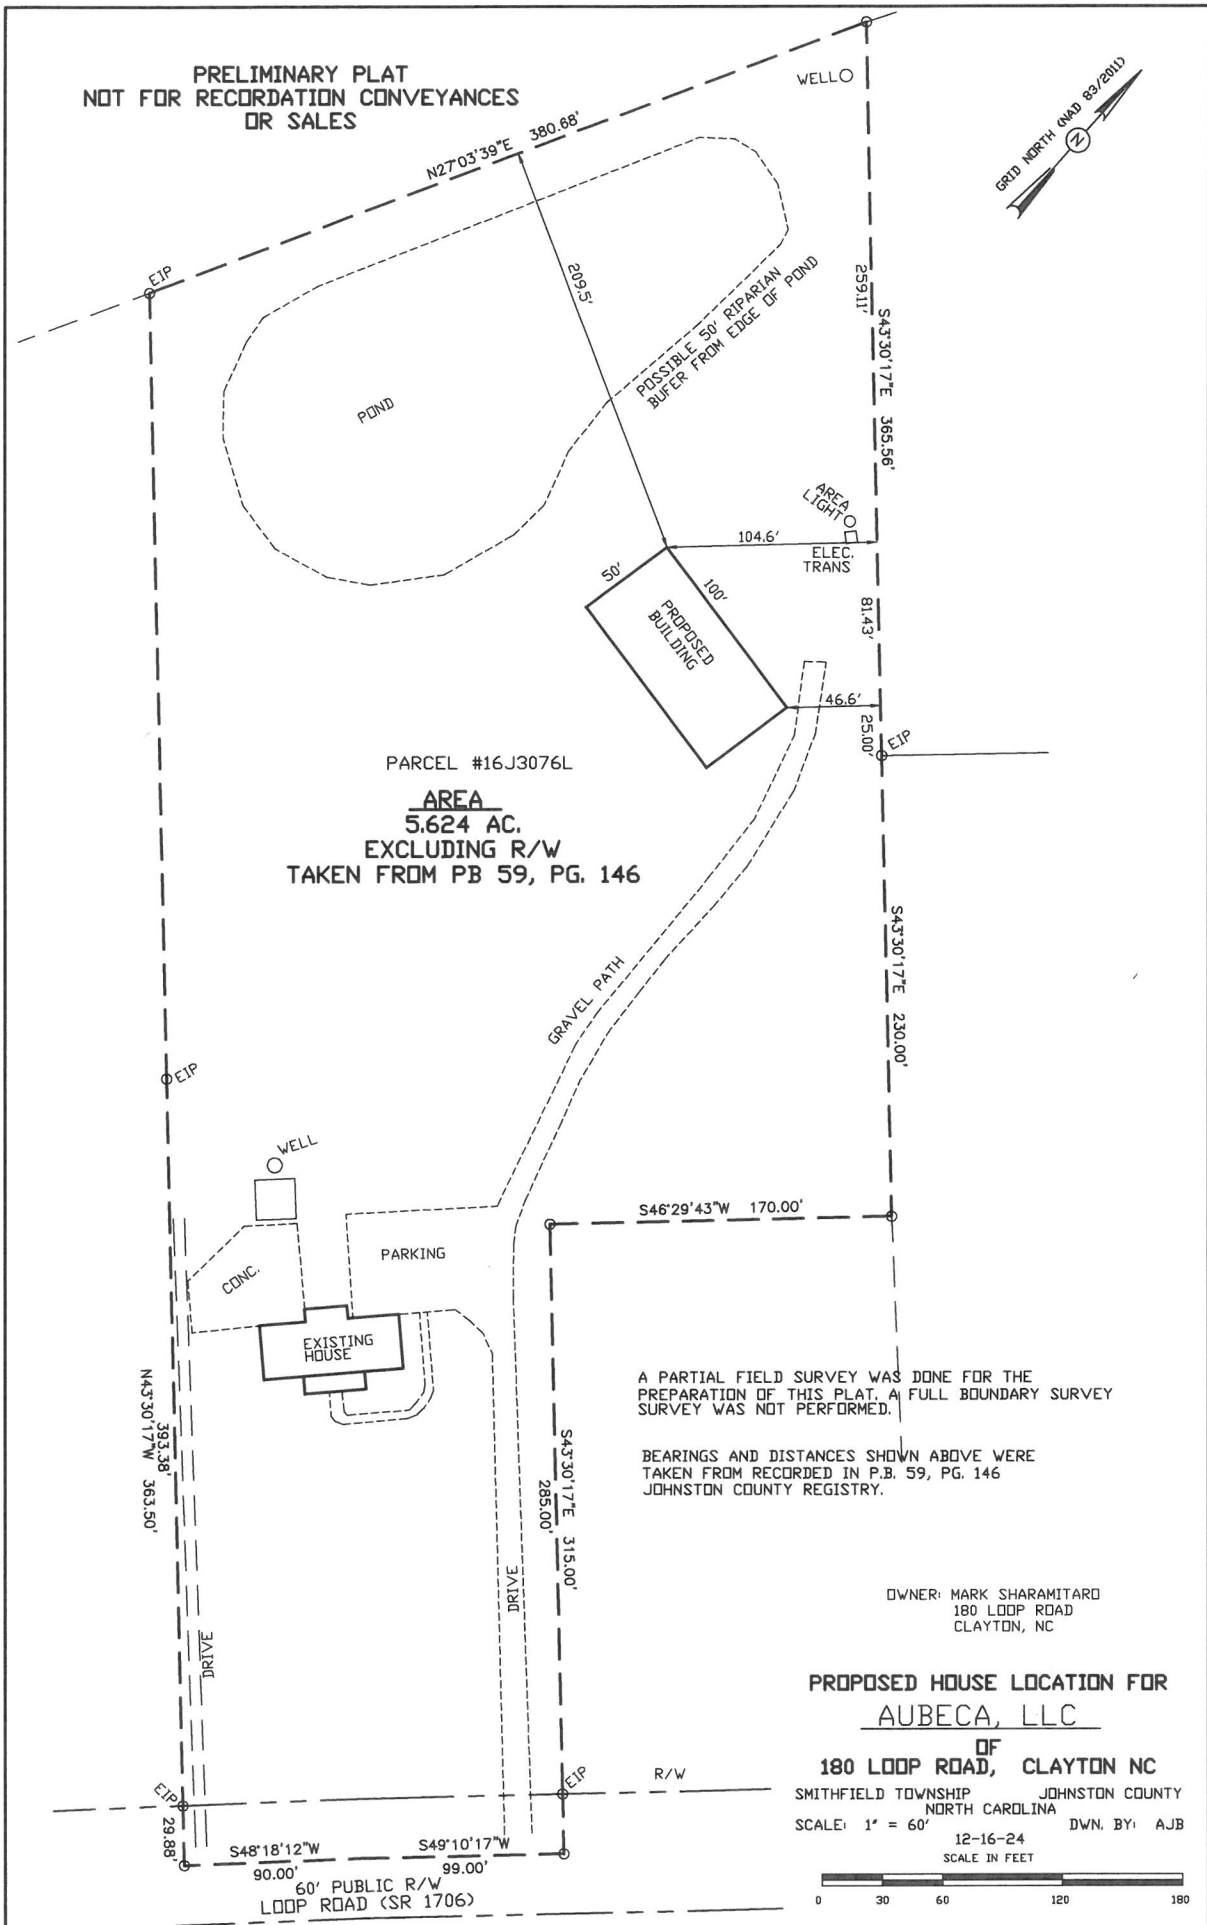 PRELIMINARY PLAT
NOT FOR RECORDATION CONVEYANCES
OR SALES
WELL
GRID NORTH (NAD 83/2011)
N
N27°03'39"E 380.68'
EIP
209.5'
POSSIBLE 50' RIPARIAN
BUFER FROM EDGE OF POND
259.11'
S43°30'17"E 365.56'
POND
AREA
LIGHT
104.6'
ELEC.
TRANS
50'
100'
PROPOSED
BUILDING
81.43'
46.6'
25.00'
EIP
PARCEL #16J3076L
AREA
5.624 AC.
EXCLUDING R/W
TAKEN FROM PB 59, PG. 146
S43°30'17"E 230.00'
GRAVEL PATH
EIP
WELL
S46°29'43"W 170.00'
PARKING
CONC.
EXISTING
HOUSE
A PARTIAL FIELD SURVEY WAS DONE FOR THE
PREPARATION OF THIS PLAT. A FULL BOUNDARY SURVEY
SURVEY WAS NOT PERFORMED.
393.38'
N43°30'17"W 363.50'
S43°30'17"E 315.00'
285.00'
BEARINGS AND DISTANCES SHOWN ABOVE WERE
TAKEN FROM RECORDED IN P.B. 59, PG. 146
JOHNSTON COUNTY REGISTRY.
DRIVE
DRIVE
OWNER: MARK SHARAMITARO
180 LOOP ROAD
CLAYTON, NC
PROPOSED HOUSE LOCATION FOR
AUBECA, LLC
OF
180 LOOP ROAD, CLAYTON NC
SMITHFIELD TOWNSHIP JOHNSTON COUNTY
NORTH CAROLINA
SCALE: 1" = 60' DWN. BY: AJB
12-16-24
SCALE IN FEET
0 30 60 120 180
R/W
EIP
EIP
29.88'
S48°18'12"W S49°10'17"W
90.00' 99.00'
60' PUBLIC R/W
LOOP ROAD (SR 1706)